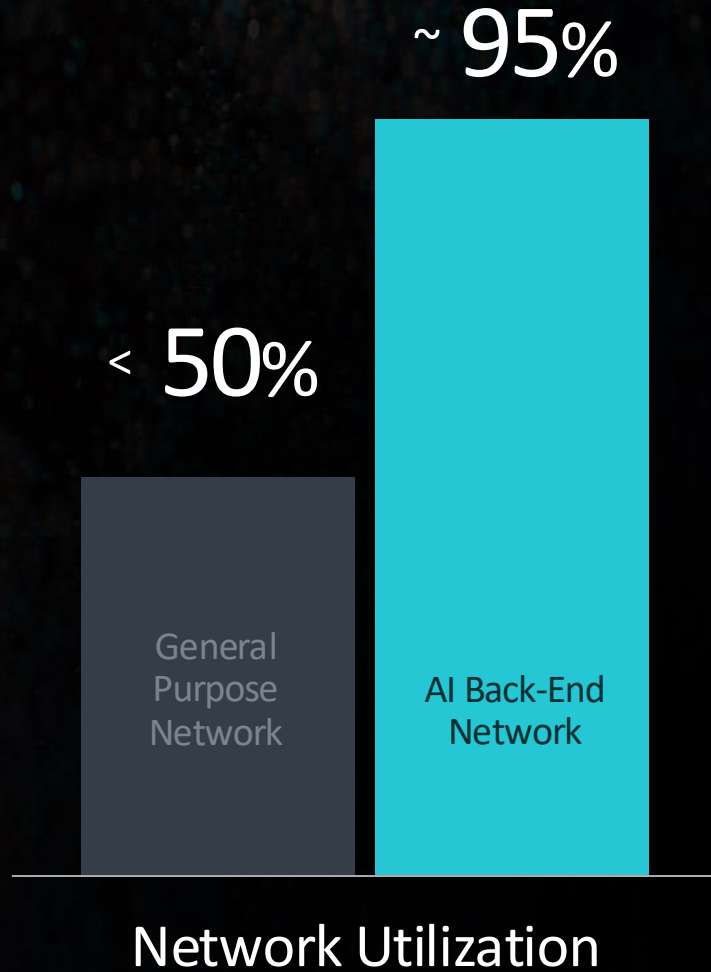 ~ 95%
< 50%
General
Purpose
Network
AI Back-End
Network
Network Utilization